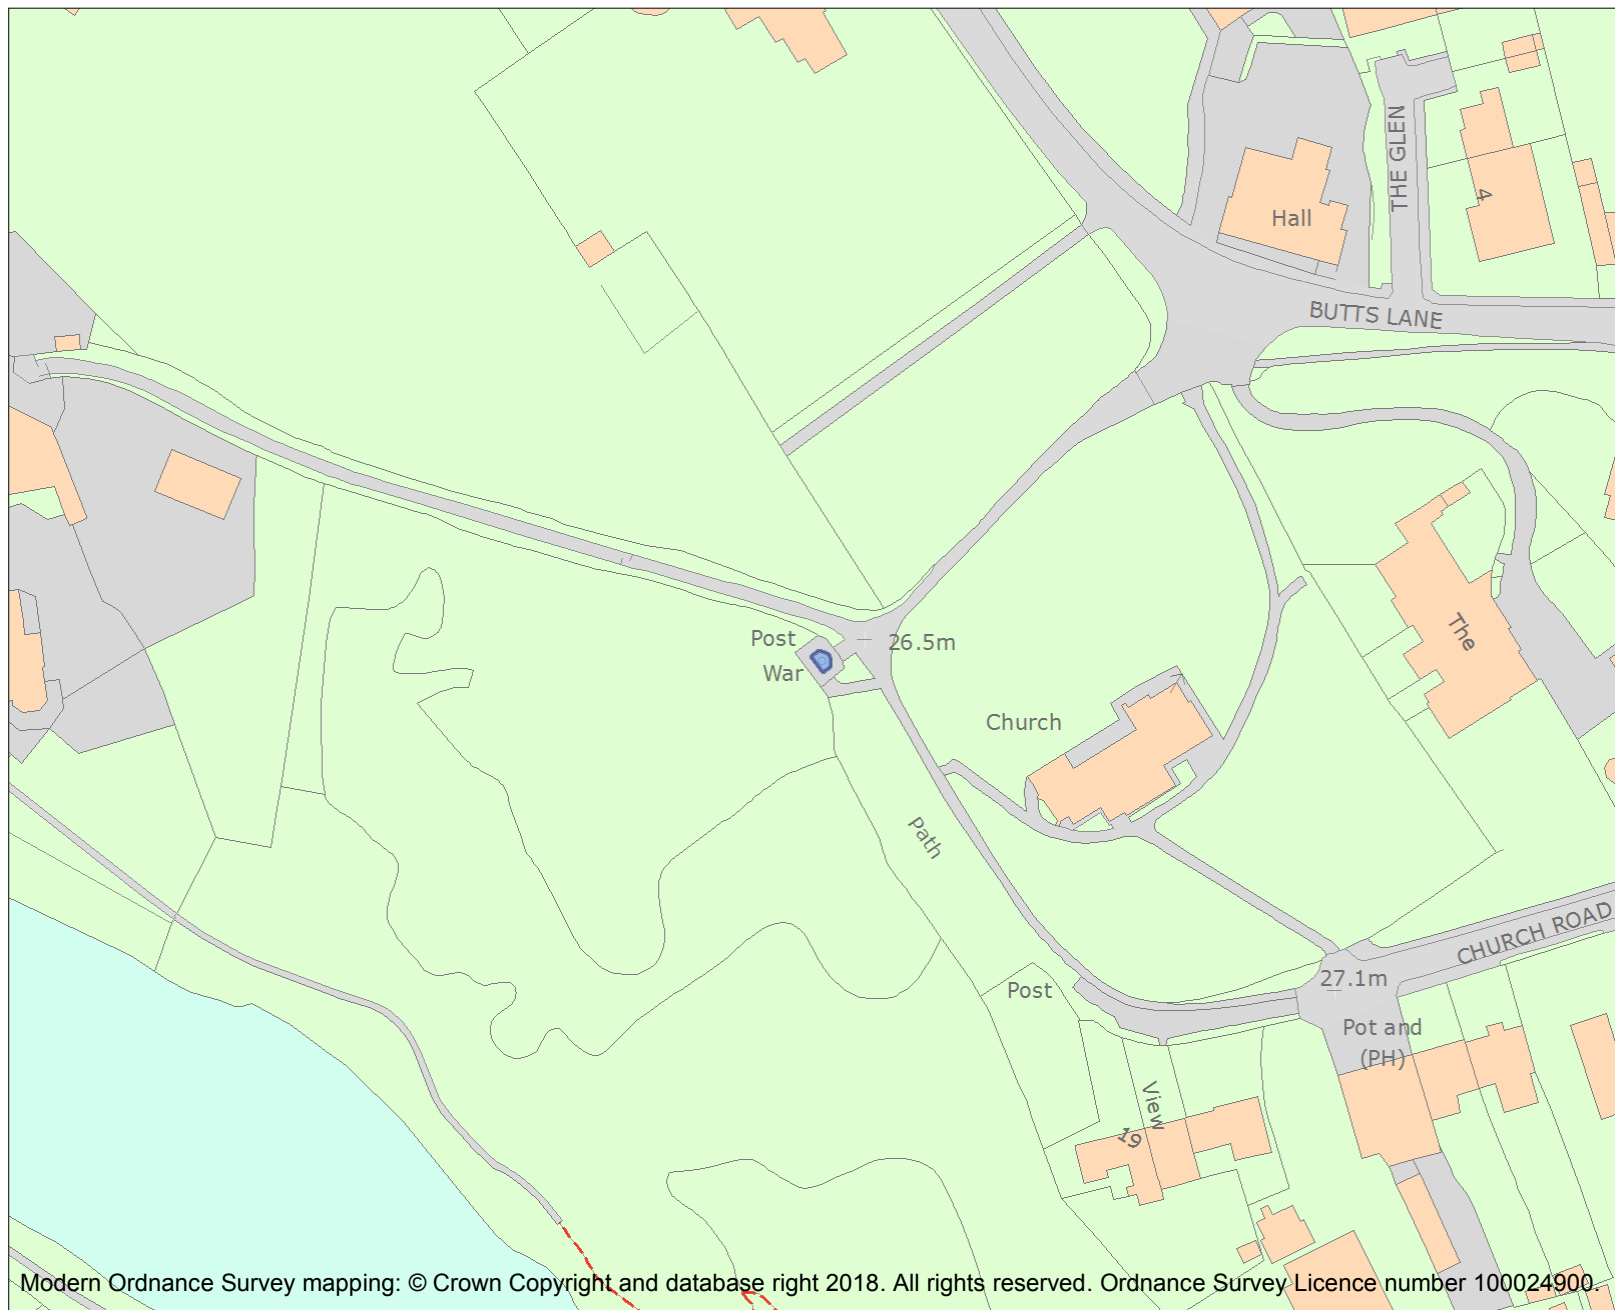 THE GLEN
4
Hall
BUTTS LANE
Post
26.5m
War
The
Church
Path
CHURCH ROAD
27.1m
Post
Pot and
(PH)
View
19
Modern Ordnance Survey mapping: © Crown Copyright and database right 2018. All rights reserved. Ordnance Survey Licence number 100024900.